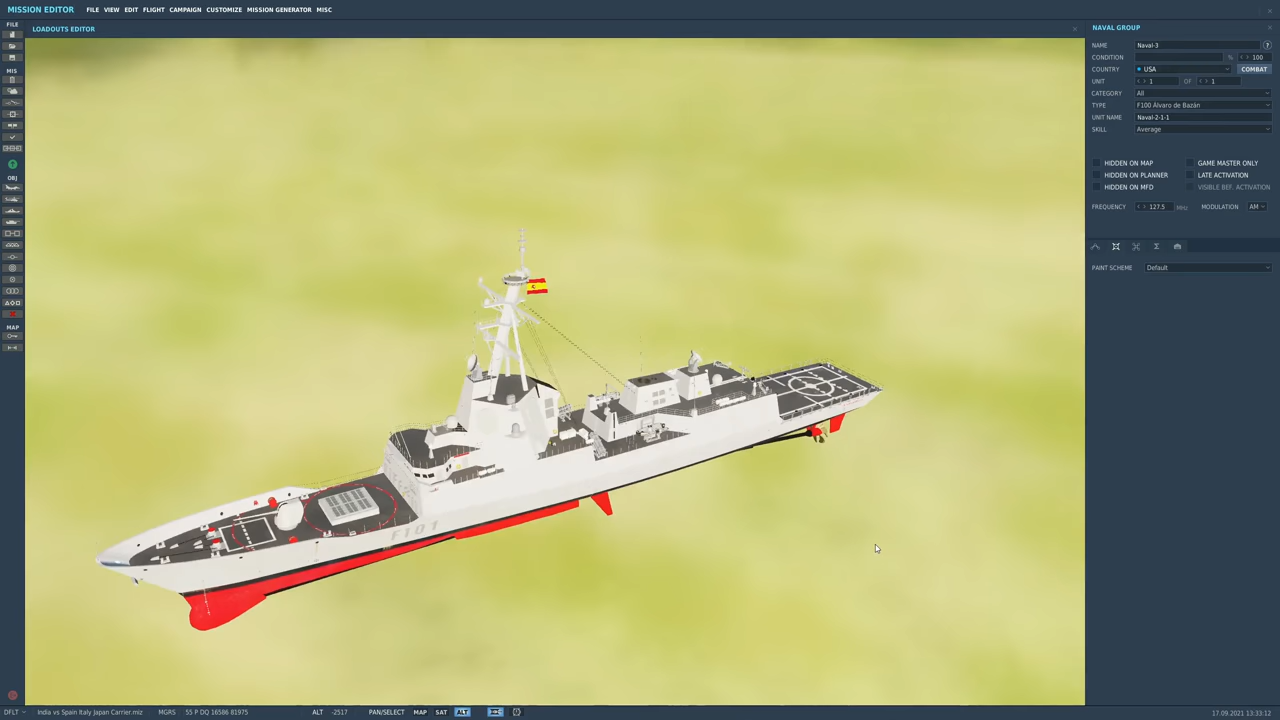 MISSION EDITOR FILE VIEW EDIT FLIGHT CAMPAIGN CUSTOMIZE MISSION GENERATOR MISC
FILE
LOADOUTS EDITOR
MIS
OBJ
MAP
NAVAL GROUP
NAME Naval-3 ?
CONDITION % 100
COUNTRY USA COMBAT
UNIT 1 OF 1
CATEGORY All
TYPE F100 Álvaro de Bazán
UNIT NAME Naval-2-1-1
SKILL Average
HIDDEN ON MAP GAME MASTER ONLY
HIDDEN ON PLANNER LATE ACTIVATION
HIDDEN ON MFD VISIBLE BEF. ACTIVATION
FREQUENCY 127.5 MHz MODULATION AM
PAINT SCHEME Default
F101
DFLT India vs Spain Italy Japan Carrier.miz MGRS 55 P DQ 16586 81975 ALT -2517 PAN/SELECT MAP SAT ALT 17.09.2021 13:33:12